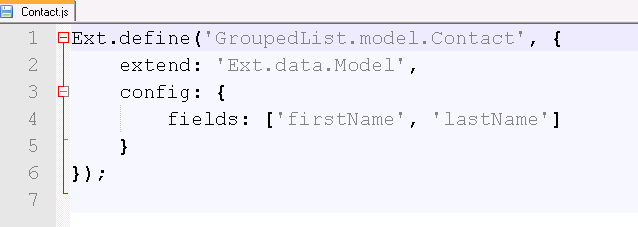 Contact.js
1 Ext.define('GroupedList.model.Contact', {
2     extend: 'Ext.data.Model',
3     config: {
4         fields: ['firstName', 'lastName']
5     }
6 });
7